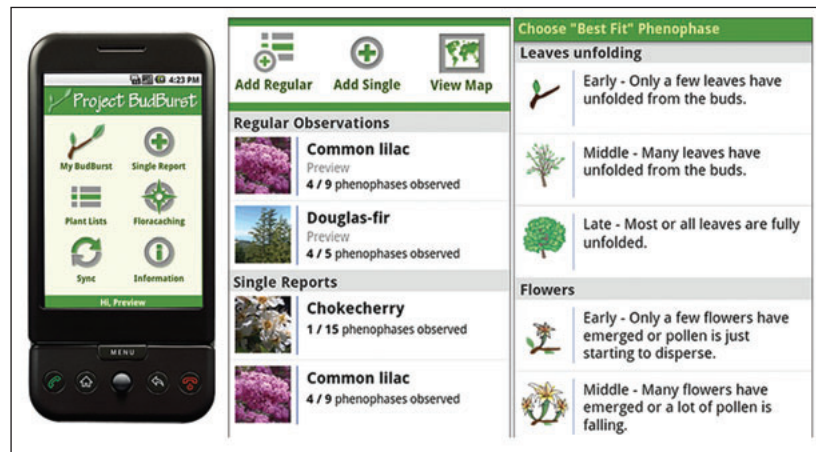 4:23 PM
Project BudBurst
My BudBurst
Single Report
Plant Lists
Floracaching
Sync
Information
Hi, Preview
MENU
Add Regular
Add Single
View Map
Regular Observations
Common lilac
Preview
4 / 9 phenophases observed
Douglas-fir
Preview
4 / 5 phenophases observed
Single Reports
Chokecherry
1 / 15 phenophases observed
Common lilac
4 / 9 phenophases observed
Choose "Best Fit" Phenophase
Leaves unfolding
Early - Only a few leaves have
unfolded from the buds.
Middle - Many leaves have
unfolded from the buds.
Late - Most or all leaves are fully
unfolded.
Flowers
Early - Only a few flowers have
emerged or pollen is just
starting to disperse.
Middle - Many flowers have
emerged or a lot of pollen is
falling.